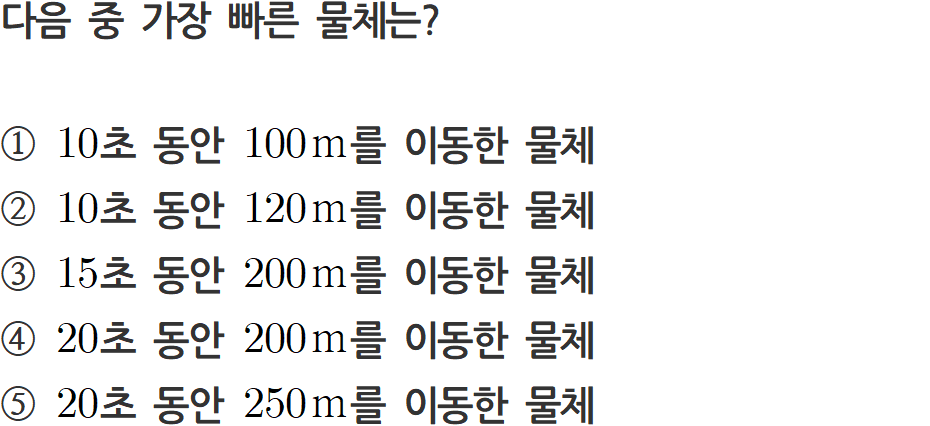 다음 중 가장 빠른 물체는?
① 10초 동안 100m를 이동한 물체
② 10초 동안 120m를 이동한 물체
③ 15초 동안 200m를 이동한 물체
④ 20초 동안 200m를 이동한 물체
⑤ 20초 동안 250m를 이동한 물체